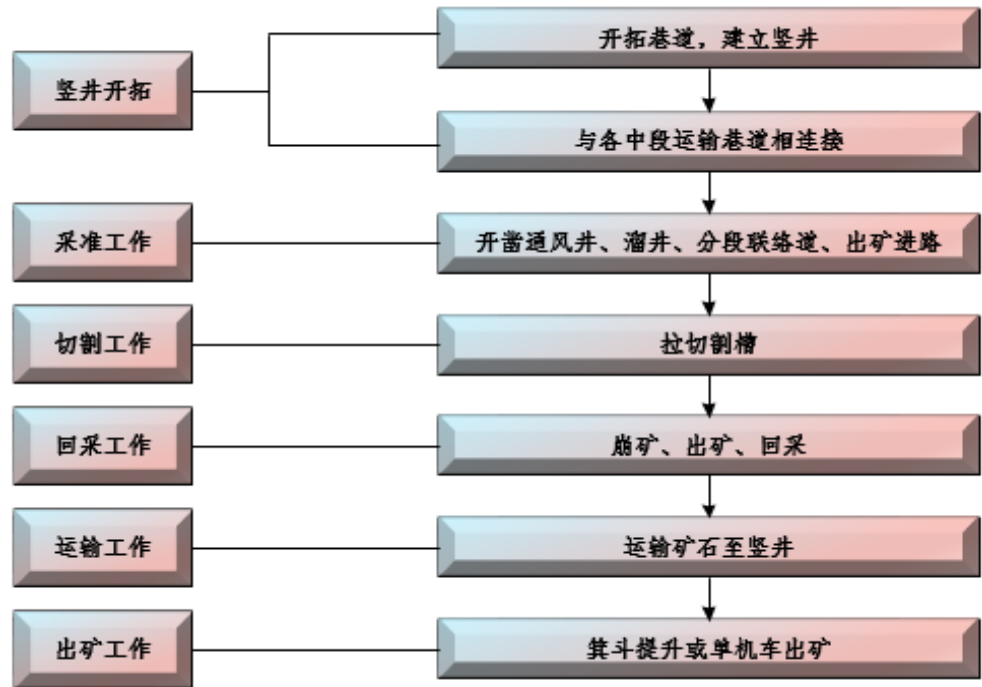 开拓巷道，建立竖井
竖井开拓
与各中段运输巷道相连接
采准工作
开凿通风井、溜井、分段联络道、出矿进路
切割工作
拉切割槽
回采工作
崩矿、出矿、回采
运输工作
运输矿石至竖井
出矿工作
箕斗提升或单机车出矿